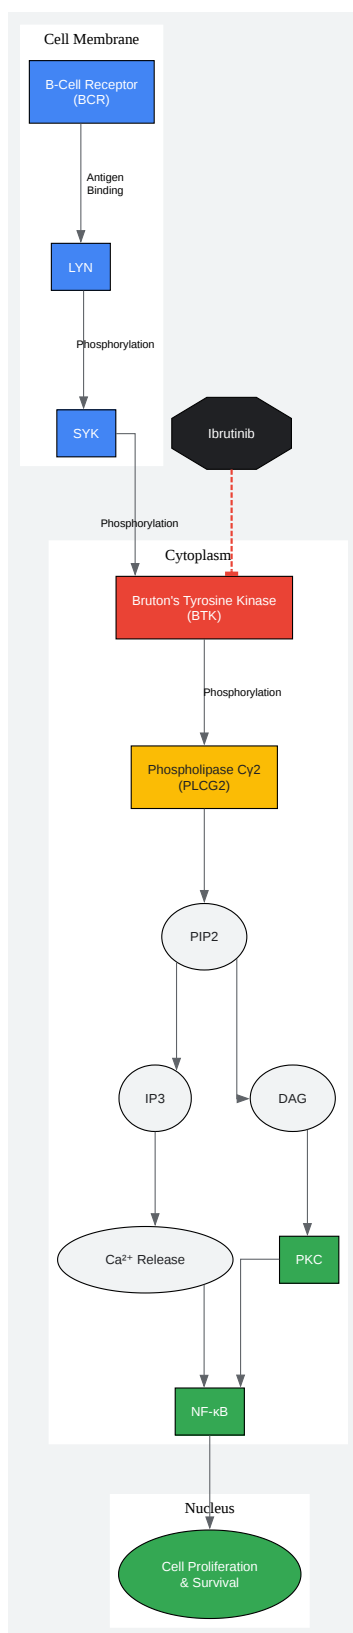 Cell Membrane
B-Cell Receptor
(BCR)
Antigen
Binding
LYN
Phosphorylation
SYK
Ibrutinib
Phosphorylation
Cytoplasm
Bruton's Tyrosine Kinase
(BTK)
Phosphorylation
Phospholipase Cγ2
(PLCG2)
PIP2
IP3
DAG
Ca²⁺ Release
PKC
NF-κB
Nucleus
Cell Proliferation
& Survival